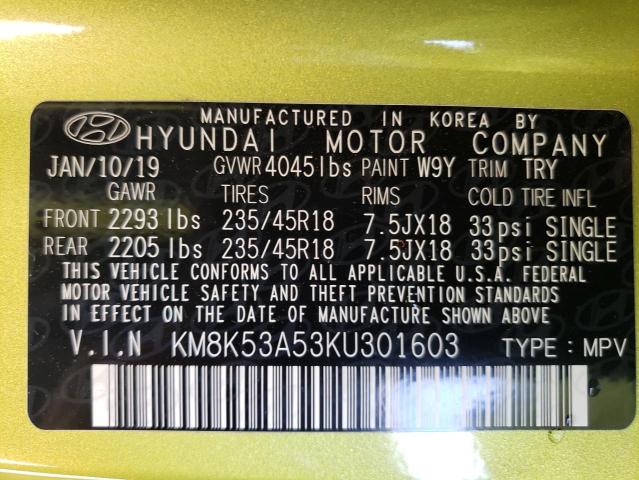 MANUFACTURED IN KOREA BY
HYUNDAI MOTOR COMPANY
JAN/10/19 GVWR 4045 lbs PAINT W9Y TRIM TRY
GAWR TIRES RIMS COLD TIRE INFL
FRONT 2293 lbs 235/45R18 7.5JX18 33psi SINGLE
REAR 2205 lbs 235/45R18 7.5JX18 33psi SINGLE
THIS VEHICLE CONFORMS TO ALL APPLICABLE U.S.A. FEDERAL
MOTOR VEHICLE SAFETY AND THEFT PREVENTION STANDARDS
IN EFFECT ON THE DATE OF MANUFACTURE SHOWN ABOVE
V.I.N KM8K53A53KU301603 TYPE : MPV